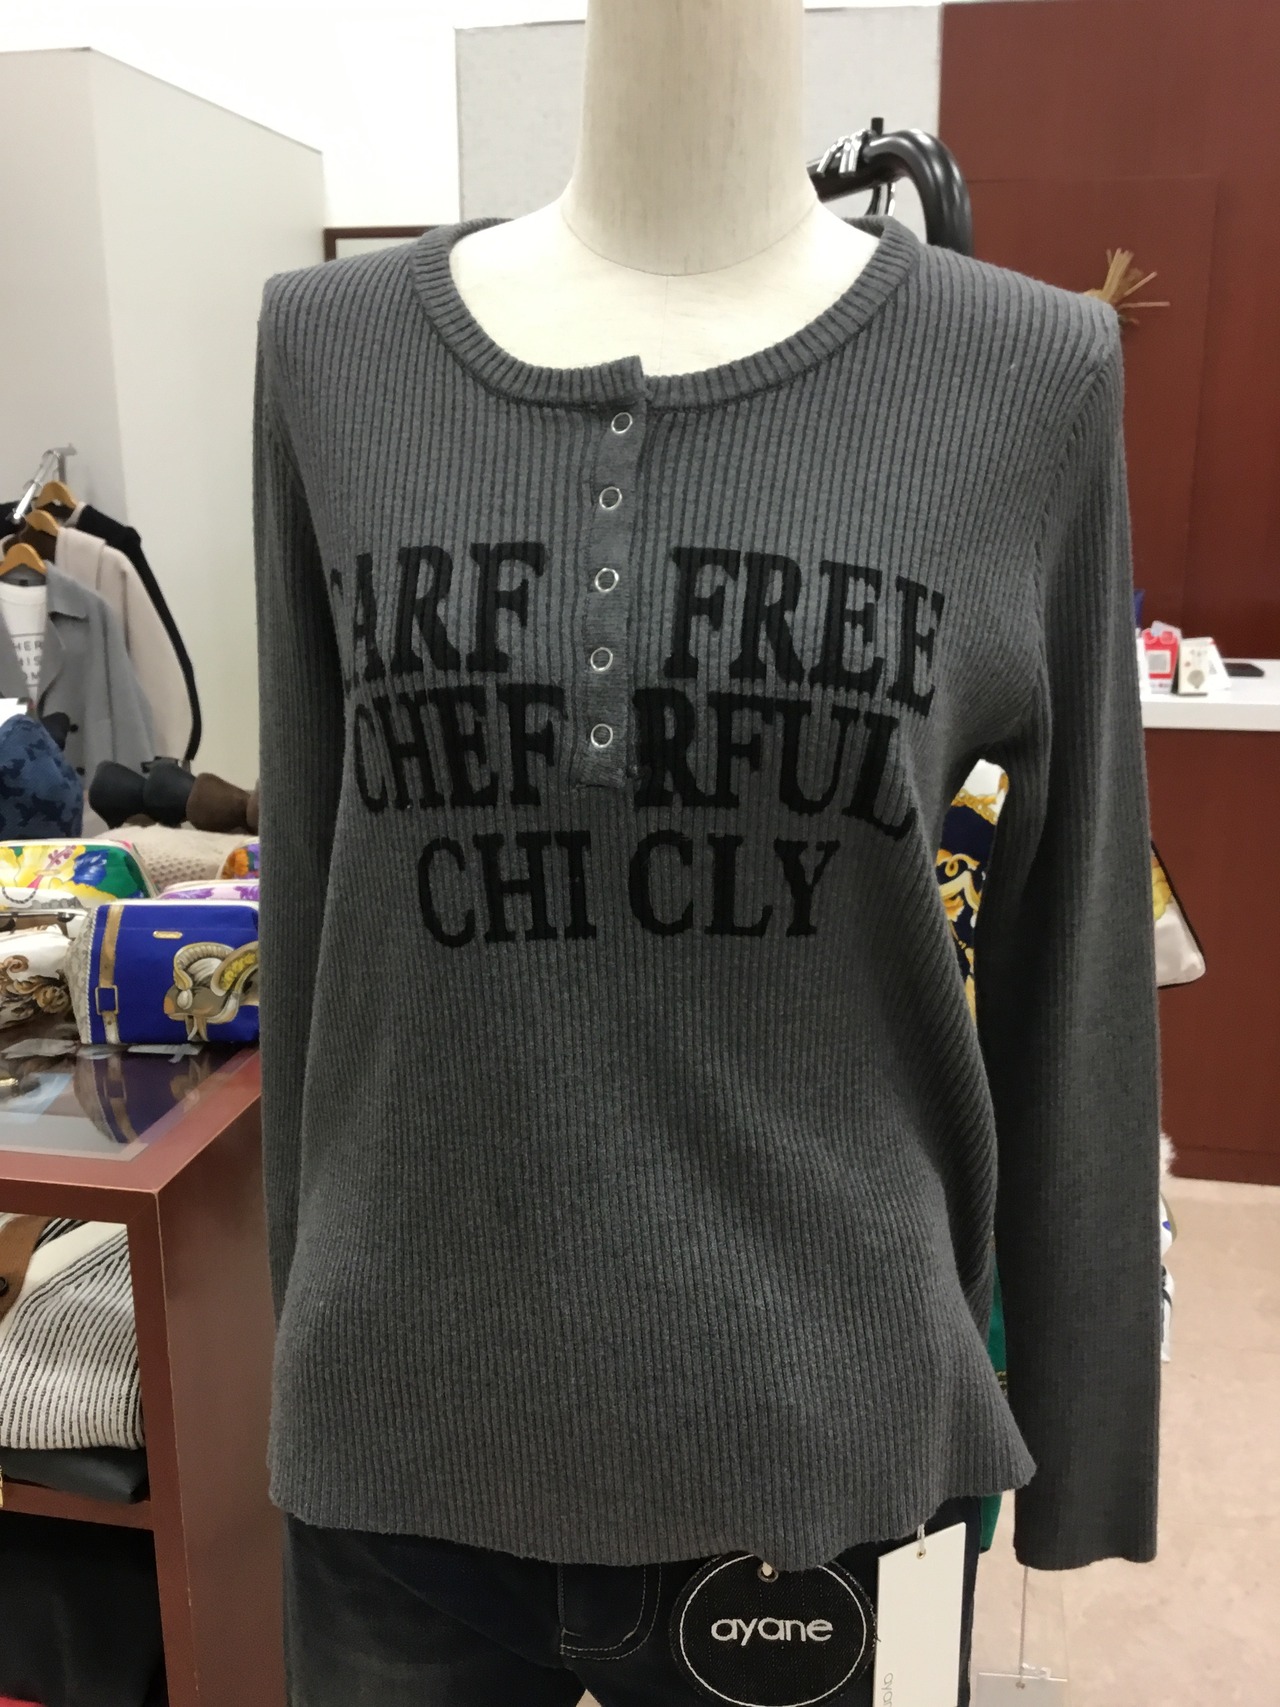 CARF FREE
CHEF RFUL
CHI CLY
ayane